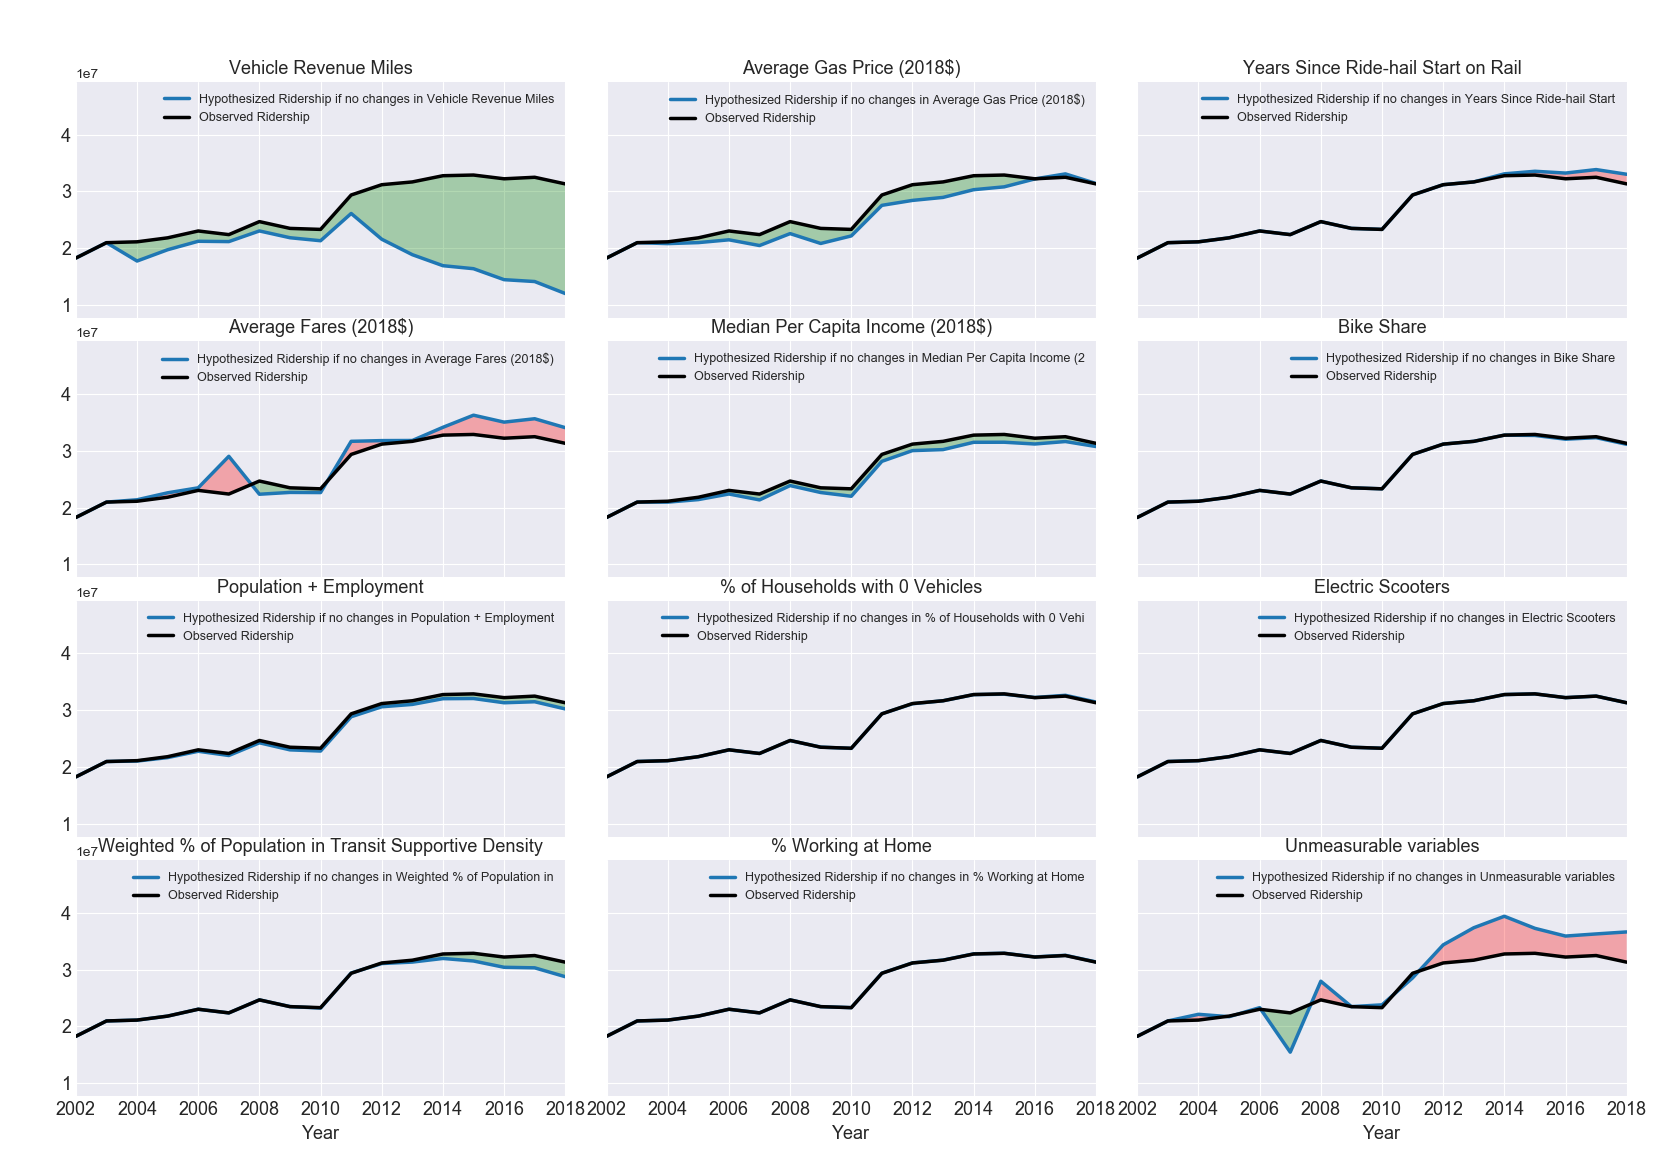 Vehicle Revenue Miles
Average Gas Price (2018$)
Years Since Ride-hail Start on Rail
1e7
Hypothesized Ridership if no changes in Vehicle Revenue Miles
Observed Ridership
Hypothesized Ridership if no changes in Average Gas Price (2018$)
Observed Ridership
Hypothesized Ridership if no changes in Years Since Ride-hail Start
Observed Ridership
4
3
2
1
Average Fares (2018$)
Median Per Capita Income (2018$)
Bike Share
1e7
Hypothesized Ridership if no changes in Average Fares (2018$)
Observed Ridership
Hypothesized Ridership if no changes in Median Per Capita Income (2
Observed Ridership
Hypothesized Ridership if no changes in Bike Share
Observed Ridership
4
3
2
1
Population + Employment
% of Households with 0 Vehicles
Electric Scooters
1e7
Hypothesized Ridership if no changes in Population + Employment
Observed Ridership
Hypothesized Ridership if no changes in % of Households with 0 Vehi
Observed Ridership
Hypothesized Ridership if no changes in Electric Scooters
Observed Ridership
4
3
2
1
Weighted % of Population in Transit Supportive Density
% Working at Home
Unmeasurable variables
1e7
Hypothesized Ridership if no changes in Weighted % of Population in
Observed Ridership
Hypothesized Ridership if no changes in % Working at Home
Observed Ridership
Hypothesized Ridership if no changes in Unmeasurable variables
Observed Ridership
4
3
2
1
2002 2004 2006 2008 2010 2012 2014 2016 2018
2002 2004 2006 2008 2010 2012 2014 2016 2018
2002 2004 2006 2008 2010 2012 2014 2016 2018
Year
Year
Year